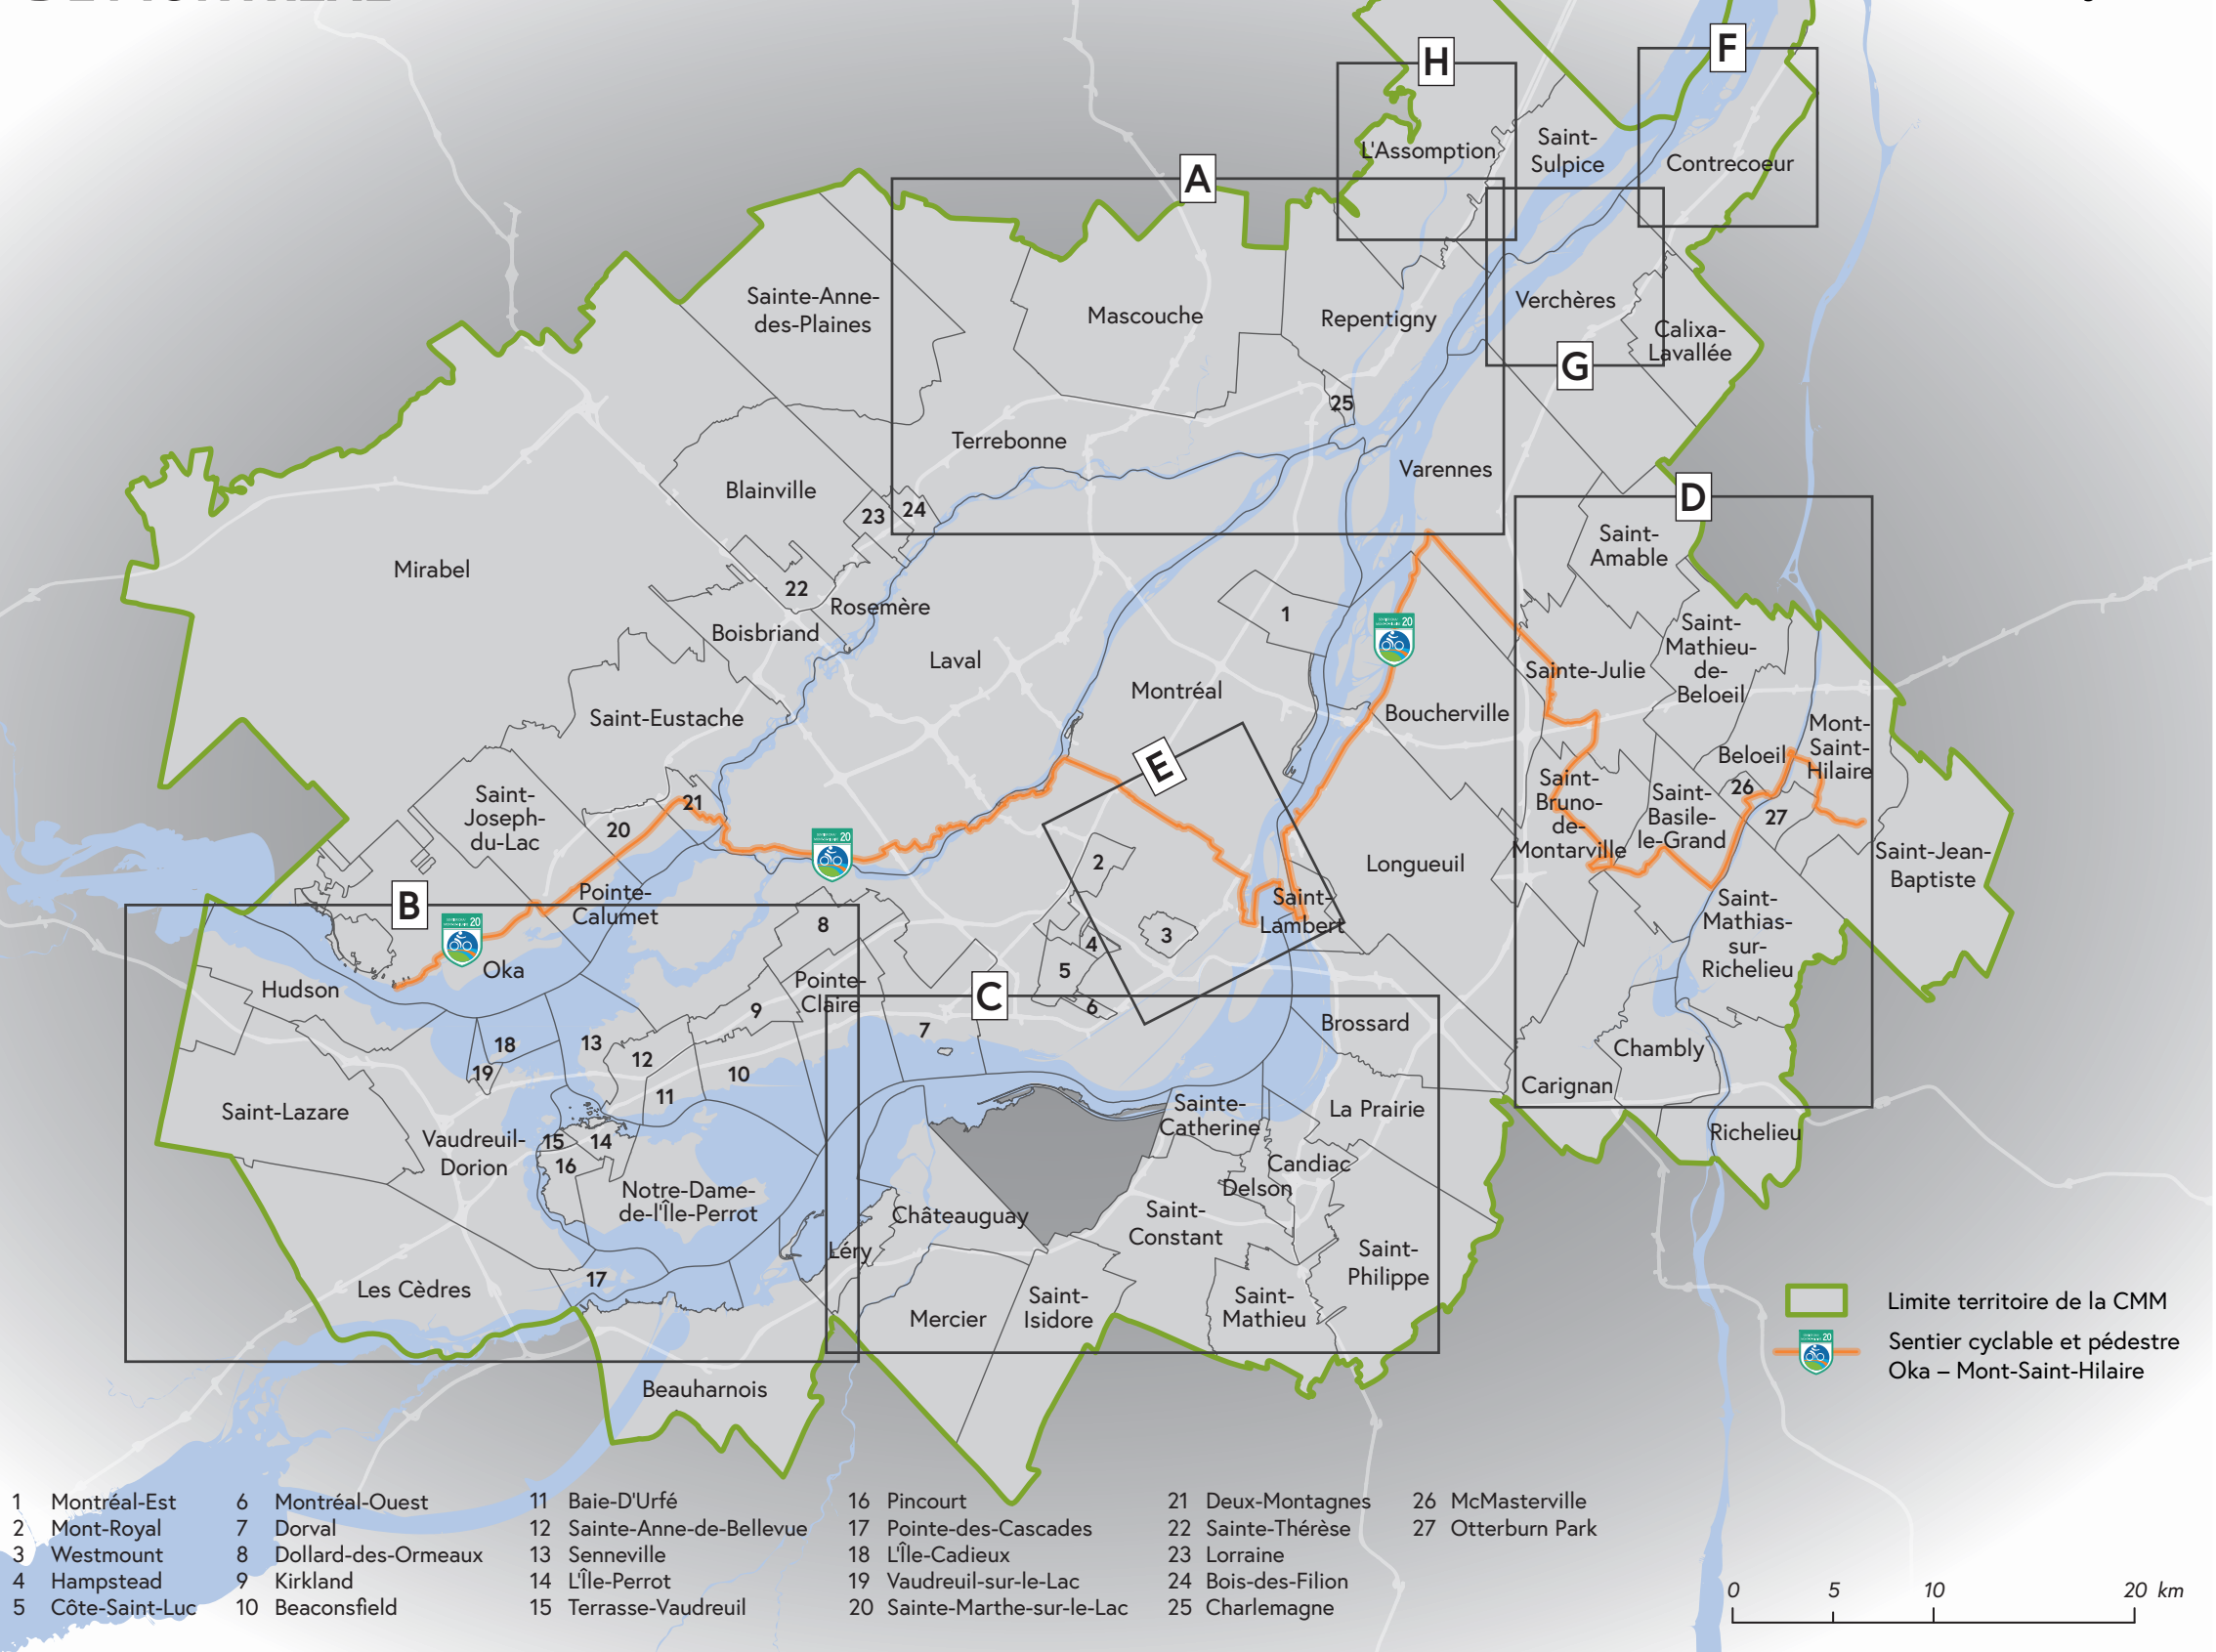 H
F
L'Assomption
Saint-
Sulpice
Contrecoeur
A
Sainte-Anne-
des-Plaines
Mascouche
Repentigny
Verchères
Calixa-
Lavallée
G
25
Terrebonne
Varennes
Blainville
23
24
D
Saint-
Amable
Mirabel
22
Rosemère
Boisbriand
1
20
Saint-
Mathieu-
de-
Beloeil
Laval
Sainte-Julie
Montréal
Saint-Eustache
Boucherville
Mont-
Saint-
Hilaire
Beloeil
E
26
27
Saint-
Joseph-
du-Lac
21
20
20
Saint-
Bruno-
de-
Montarville
Saint-
Basile-
le-Grand
2
Longueuil
Saint-Jean-
Baptiste
B
20
Pointe-
Calumet
8
Saint-
Lambert
3
4
5
6
Saint-
Mathias-
sur-
Richelieu
Oka
Hudson
Pointe-
Claire
C
9
7
Brossard
18
13
12
19
10
11
Chambly
Carignan
Saint-Lazare
Sainte-
Catherine
La Prairie
Vaudreuil-
Dorion
15
14
16
Richelieu
Candiac
Delson
Notre-Dame-
de-l'Île-Perrot
Châteauguay
Saint-
Constant
Léry
Saint-
Philippe
17
Les Cèdres
Mercier
Saint-
Isidore
Saint-
Mathieu
Beauharnois
Limite territoire de la CMM
20
Sentier cyclable et pédestre
Oka – Mont-Saint-Hilaire
1 Montréal-Est
2 Mont-Royal
3 Westmount
4 Hampstead
5 Côte-Saint-Luc
6 Montréal-Ouest
7 Dorval
8 Dollard-des-Ormeaux
9 Kirkland
10 Beaconsfield
11 Baie-D'Urfé
12 Sainte-Anne-de-Bellevue
13 Senneville
14 L'Île-Perrot
15 Terrasse-Vaudreuil
16 Pincourt
17 Pointe-des-Cascades
18 L'Île-Cadieux
19 Vaudreuil-sur-le-Lac
20 Sainte-Marthe-sur-le-Lac
21 Deux-Montagnes
22 Sainte-Thérèse
23 Lorraine
24 Bois-des-Filion
25 Charlemagne
26 McMasterville
27 Otterburn Park
0 5 10 20 km